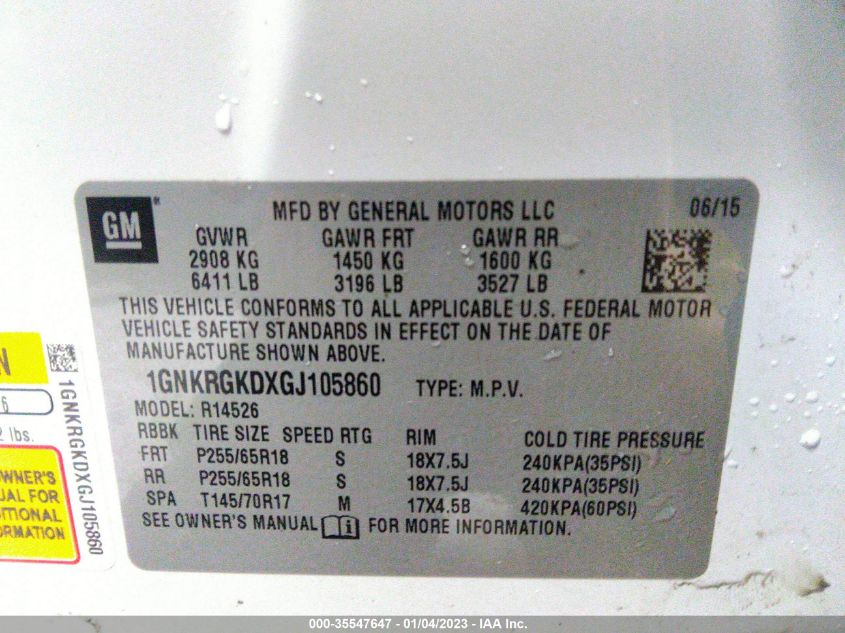 GM
MFD BY GENERAL MOTORS LLC 06/15
GVWR GAWR FRT GAWR RR
2908 KG 1450 KG 1600 KG
6411 LB 3196 LB 3527 LB
THIS VEHICLE CONFORMS TO ALL APPLICABLE U.S. FEDERAL MOTOR
VEHICLE SAFETY STANDARDS IN EFFECT ON THE DATE OF
MANUFACTURE SHOWN ABOVE.
1GNKRGKDXGJ105860 TYPE: M.P.V.
MODEL: R14526
RBBK TIRE SIZE SPEED RTG RIM COLD TIRE PRESSURE
FRT P255/65R18 S 18X7.5J 240KPA(35PSI)
RR P255/65R18 S 18X7.5J 240KPA(35PSI)
SPA T145/70R17 M 17X4.5B 420KPA(60PSI)
SEE OWNER'S MANUAL i FOR MORE INFORMATION.
N
6
lbs.
OWNER'S
FOR
1GNKRGKDXGJ105860
000-35547647 - 01/04/2023 - IAA Inc.